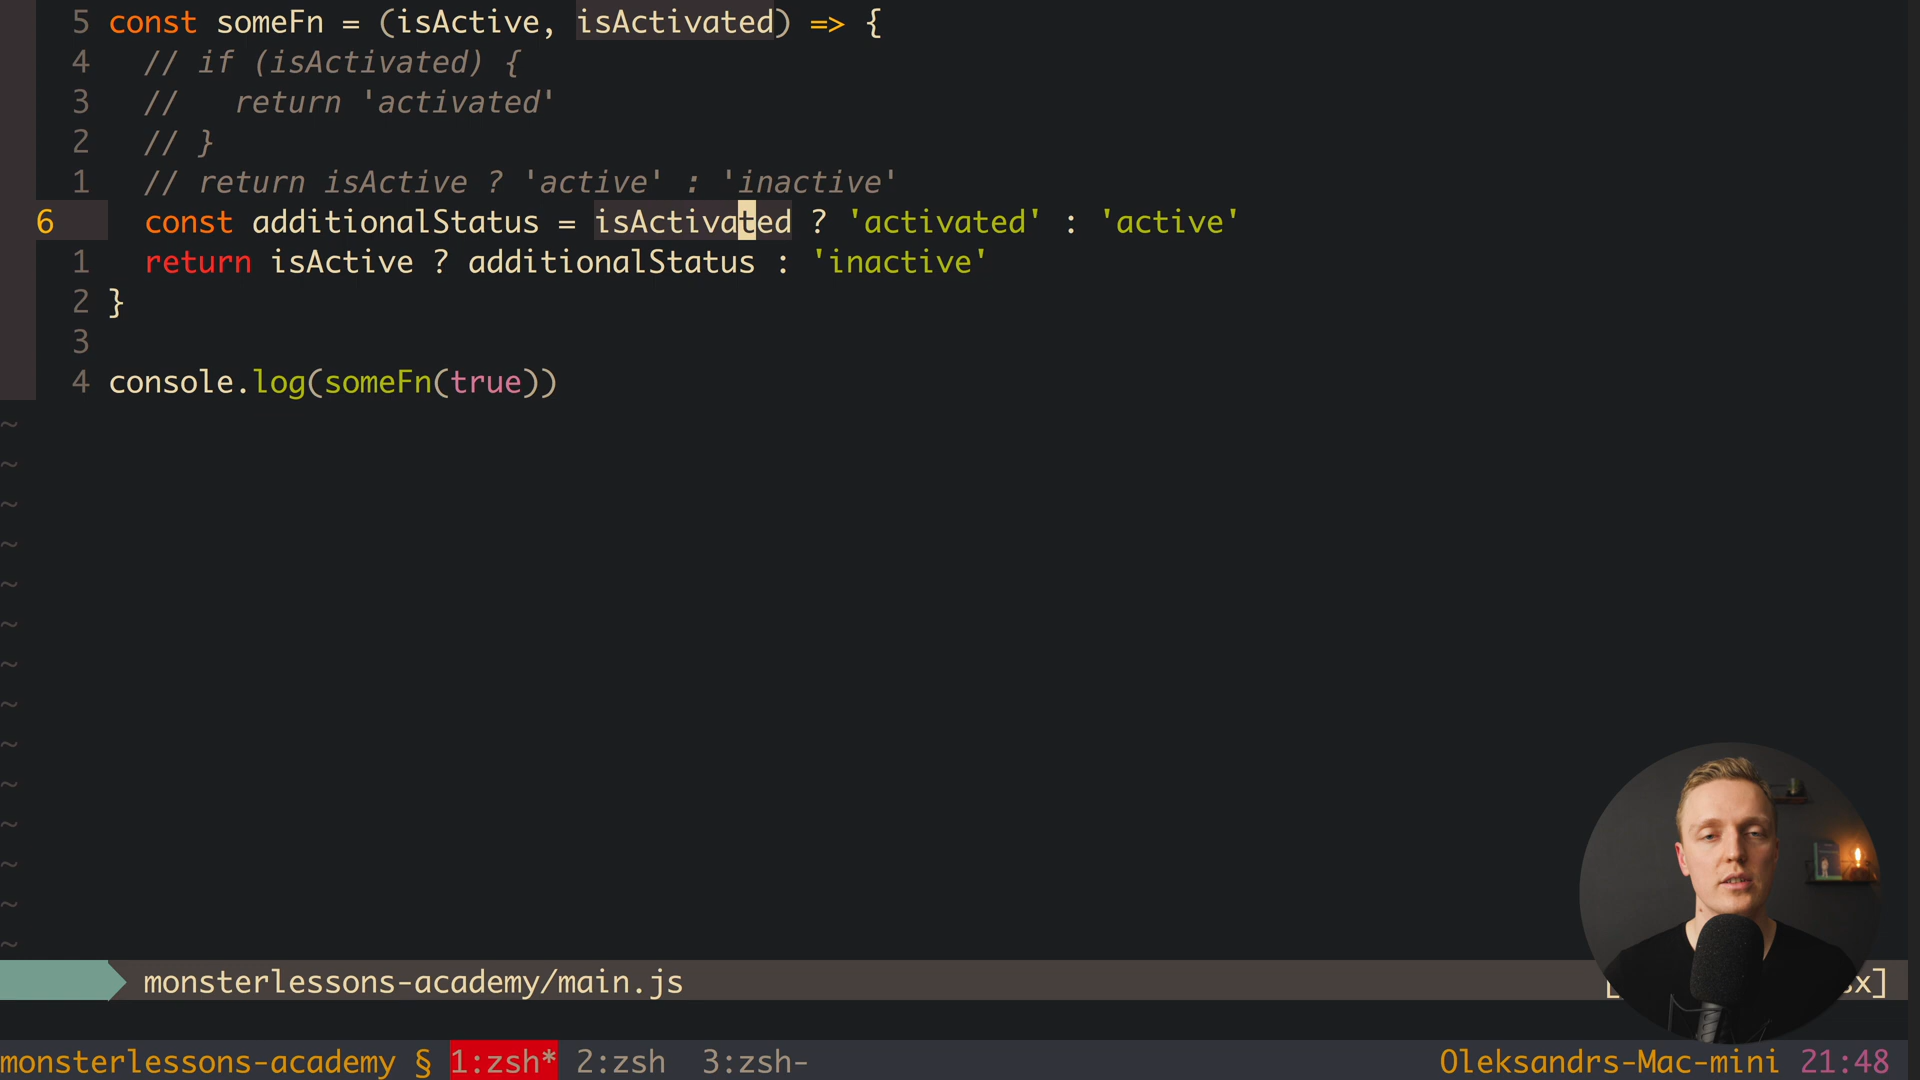 5 const someFn = (isActive, isActivated) => {
4 // if (isActivated) {
3 //   return 'activated'
2 // }
1 // return isActive ? 'active' : 'inactive'
6 const additionalStatus = isActivated ? 'activated' : 'active'
1 return isActive ? additionalStatus : 'inactive'
2 }
3
4 console.log(someFn(true))
~
~
~
~
~
~
~
~
~
~
~
~
~
~
monsterlessons-academy/main.js
monsterlessons-academy § 1:zsh* 2:zsh 3:zsh- Oleksandrs-Mac-mini 21:48